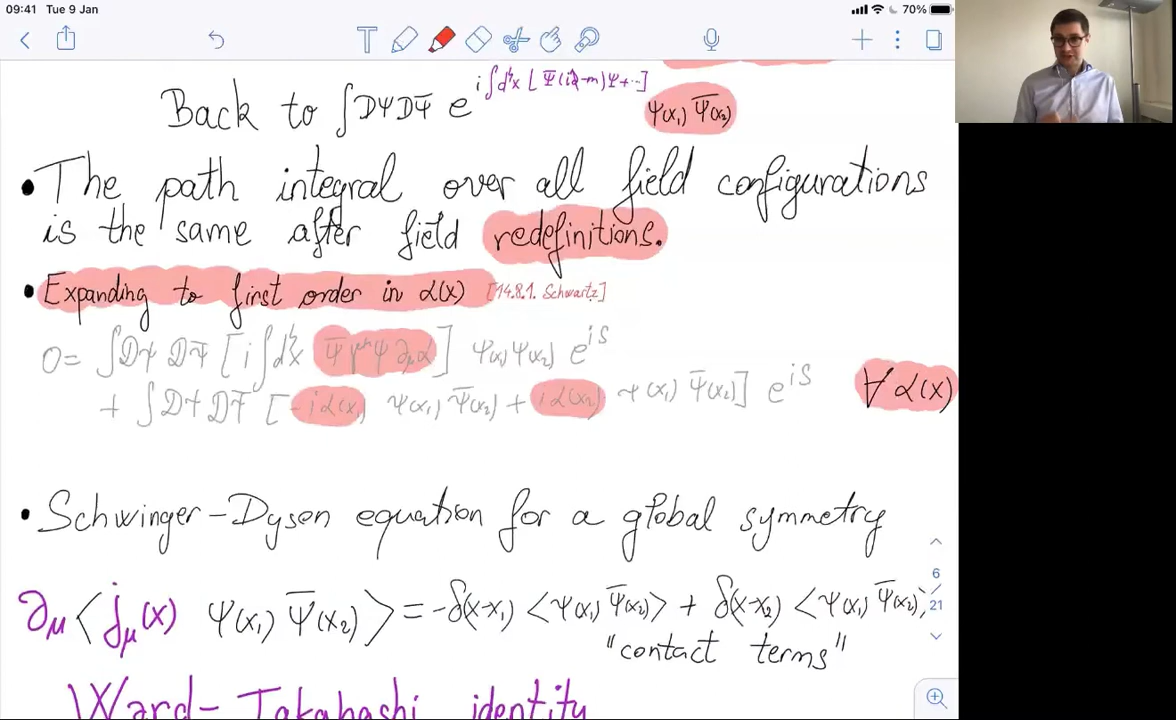 09:41 Tue 9 Jan
70%
Back to ∫DΨDΨ̄ e^{i∫d⁴x [Ψ̄(i∂̸-m)Ψ+...]} Ψ(x₁) Ψ̄(x₂)
• The path integral over all field configurations
is the same after field redefinitions.
• Expanding to first order in α(x) [14.8.1. Schwartz]
0= ∫DΨ DΨ̄ [i∫d⁴x Ψ̄γ^μΨ ∂_μα] Ψ(x₁)Ψ(x₂) e^{iS}
+ ∫DΨ DΨ̄ [-iα(x₁) Ψ(x₁) Ψ̄(x₂) + iα(x₂) Ψ(x₁) Ψ̄(x₂)] e^{iS} ∀ α(x)
• Schwinger-Dyson equation for a global symmetry
∂_μ <j_μ(x) Ψ(x₁) Ψ̄(x₂)> = -δ(x-x₁) <Ψ(x₁) Ψ̄(x₂)> + δ(x-x₂) <Ψ(x₁) Ψ̄(x₂)>
"contact terms"
Ward-Takahashi identity
6
/
21